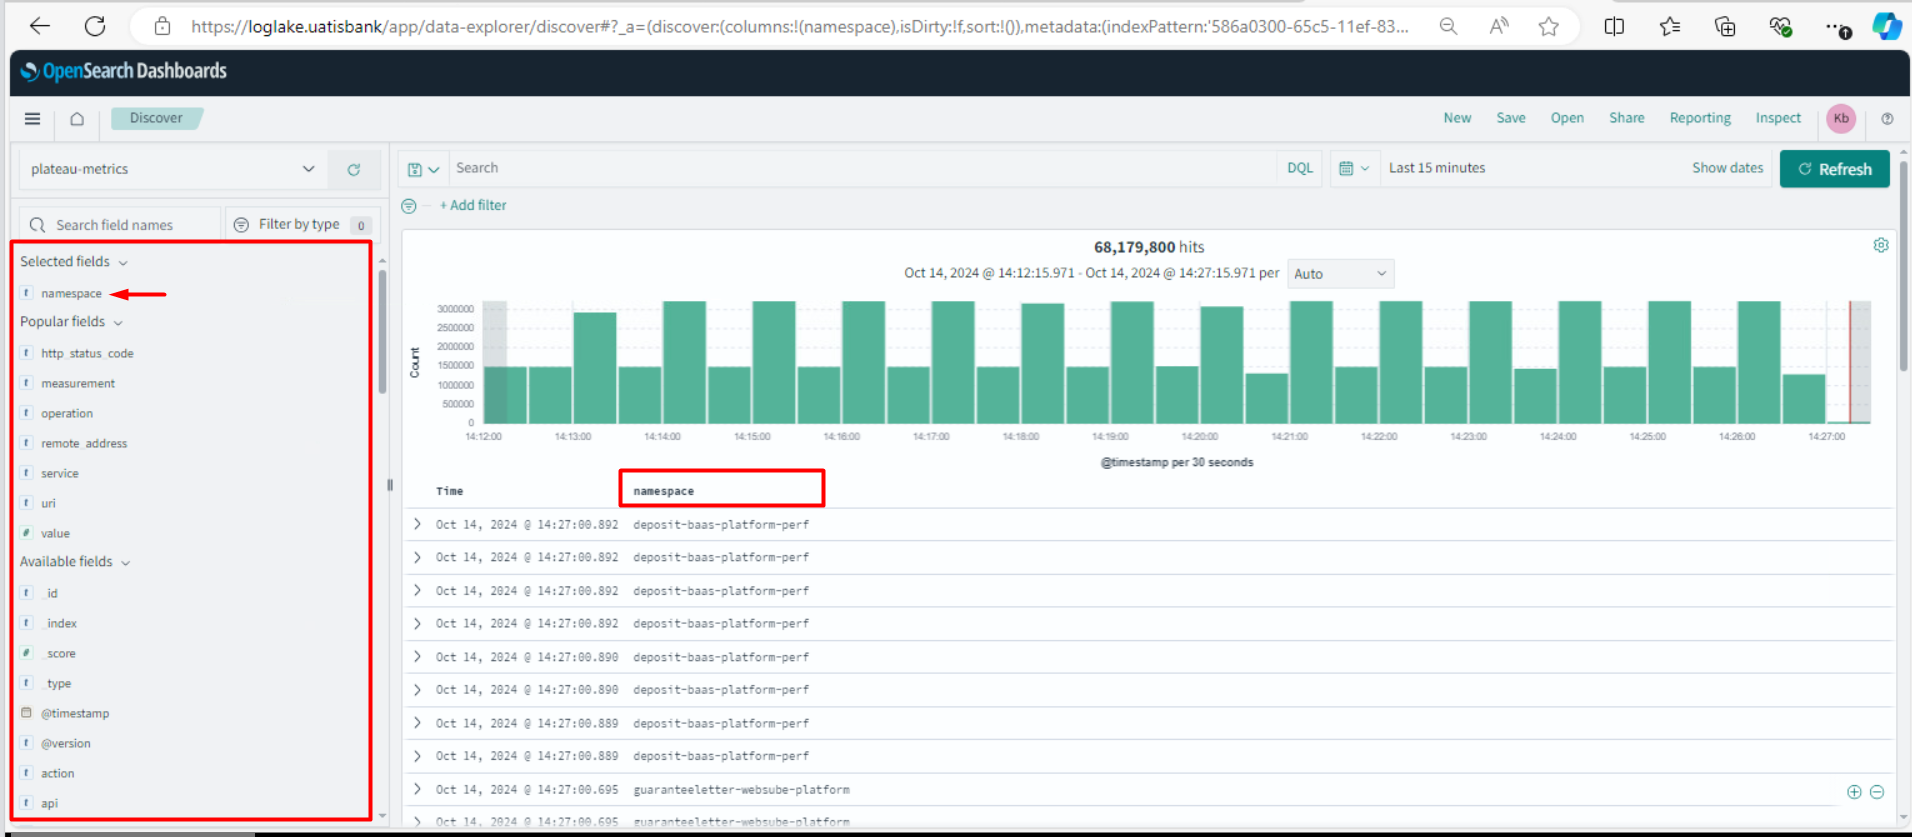 https://loglake.uatisbank/app/data-explorer/discover#?_a=(discover:(columns:!(namespace),isDirty:!f,sort:!()),metadata:(indexPattern:'586a0300-65c5-11ef-83...
OpenSearch Dashboards
Discover
New Save Open Share Reporting Inspect Kb
plateau-metrics
Search DQL Last 15 minutes Show dates Refresh
+ Add filter
Search field names Filter by type 0
Selected fields
t namespace
Popular fields
t http_status_code
t measurement
t operation
t remote_address
t service
t uri
# value
Available fields
t _id
t _index
# _score
t _type
@timestamp
t @version
t action
t api
68,179,800 hits
Oct 14, 2024 @ 14:12:15.971 - Oct 14, 2024 @ 14:27:15.971 per Auto
Count
3000000
2500000
2000000
1500000
1000000
500000
0
14:12:00 14:13:00 14:14:00 14:15:00 14:16:00 14:17:00 14:18:00 14:19:00 14:20:00 14:21:00 14:22:00 14:23:00 14:24:00 14:25:00 14:26:00 14:27:00
@timestamp per 30 seconds
Time namespace
Oct 14, 2024 @ 14:27:00.892 deposit-baas-platform-perf
Oct 14, 2024 @ 14:27:00.892 deposit-baas-platform-perf
Oct 14, 2024 @ 14:27:00.892 deposit-baas-platform-perf
Oct 14, 2024 @ 14:27:00.892 deposit-baas-platform-perf
Oct 14, 2024 @ 14:27:00.890 deposit-baas-platform-perf
Oct 14, 2024 @ 14:27:00.890 deposit-baas-platform-perf
Oct 14, 2024 @ 14:27:00.889 deposit-baas-platform-perf
Oct 14, 2024 @ 14:27:00.889 deposit-baas-platform-perf
Oct 14, 2024 @ 14:27:00.695 guaranteeletter-websube-platform
Oct 14, 2024 @ 14:27:00.695 guaranteeletter-websube-platform